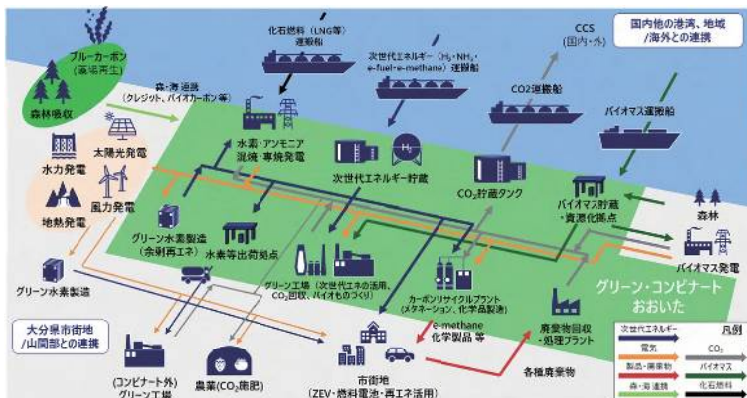 ブルーカーボン
(藻場再生)
森林吸収
森・海連携
(クレジット、バイオカーボン等)
化石燃料(LNG等)
運搬船
次世代エネルギー(H₂・NH₃・
e-fuel・e-methane)運搬船
CCS
(国内・外)
CO2運搬船
国内他の港湾、地域
/海外との連携
バイオマス運搬船
水力発電
太陽光発電
地熱発電
風力発電
水素・アンモニア
混焼・専焼発電
H₂
次世代エネルギー貯蔵
CO₂貯蔵タンク
バイオマス貯蔵
・資源化拠点
森林
バイオマス発電
グリーン水素製造
(余剰再エネ)
水素等出荷拠点
グリーン工場(次世代エネの活用、
CO₂回収、バイオものづくり)
カーボンリサイクルプラント
(メタネーション、化学品製造)
グリーン・コンビナート
おおいた
グリーン水素製造
大分県市街地
/山間部との連携
(コンビナート外)
グリーン工場
農業(CO₂施肥)
e-methane
化学製品 等
市街地
(ZEV・燃料電池・再エネ活用)
廃棄物回収
・処理プラント
各種廃棄物
凡例
次世代エネルギー
電気
製品・廃棄物
森・海連携
CO₂
バイオマス
化石燃料